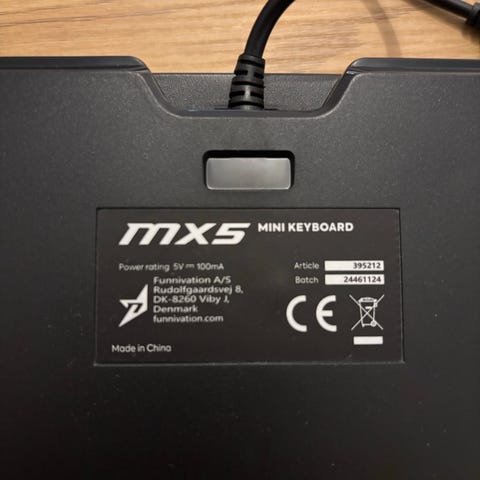 mx5 MINI KEYBOARD
Power rating 5V ⎓ 100mA
Article 395212
Batch 24461124
Funnivation A/S
Rudolfgaardsvej 8,
DK-8260 Viby J,
Denmark
funnivation.com
CE
Made in China